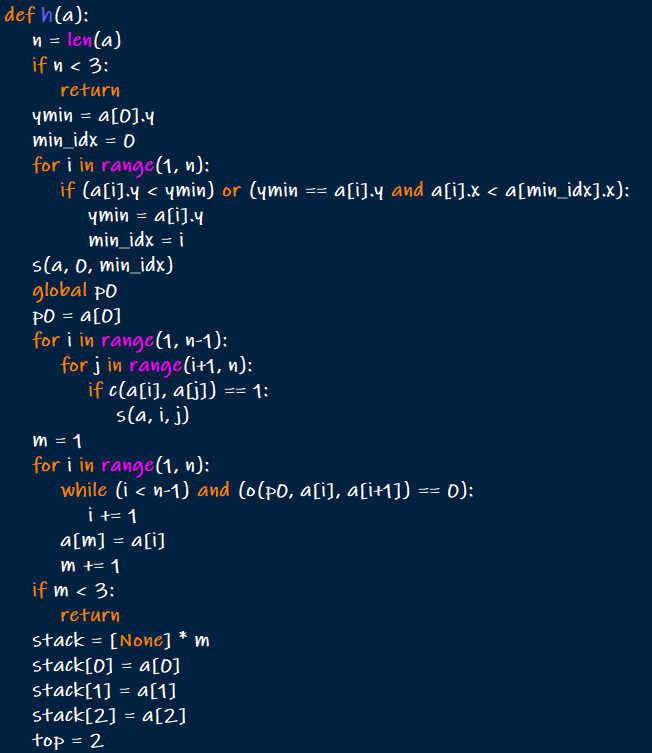 def h(a):
    n = len(a)
    if n < 3:
        return
    ymin = a[0].y
    min_idx = 0
    for i in range(1, n):
        if (a[i].y < ymin) or (ymin == a[i].y and a[i].x < a[min_idx].x):
            ymin = a[i].y
            min_idx = i
    s(a, 0, min_idx)
    global p0
    p0 = a[0]
    for i in range(1, n-1):
        for j in range(i+1, n):
            if c(a[i], a[j]) == 1:
                s(a, i, j)
    m = 1
    for i in range(1, n):
        while (i < n-1) and (o(p0, a[i], a[i+1]) == 0):
            i += 1
        a[m] = a[i]
        m += 1
    if m < 3:
        return
    stack = [None] * m
    stack[0] = a[0]
    stack[1] = a[1]
    stack[2] = a[2]
    top = 2